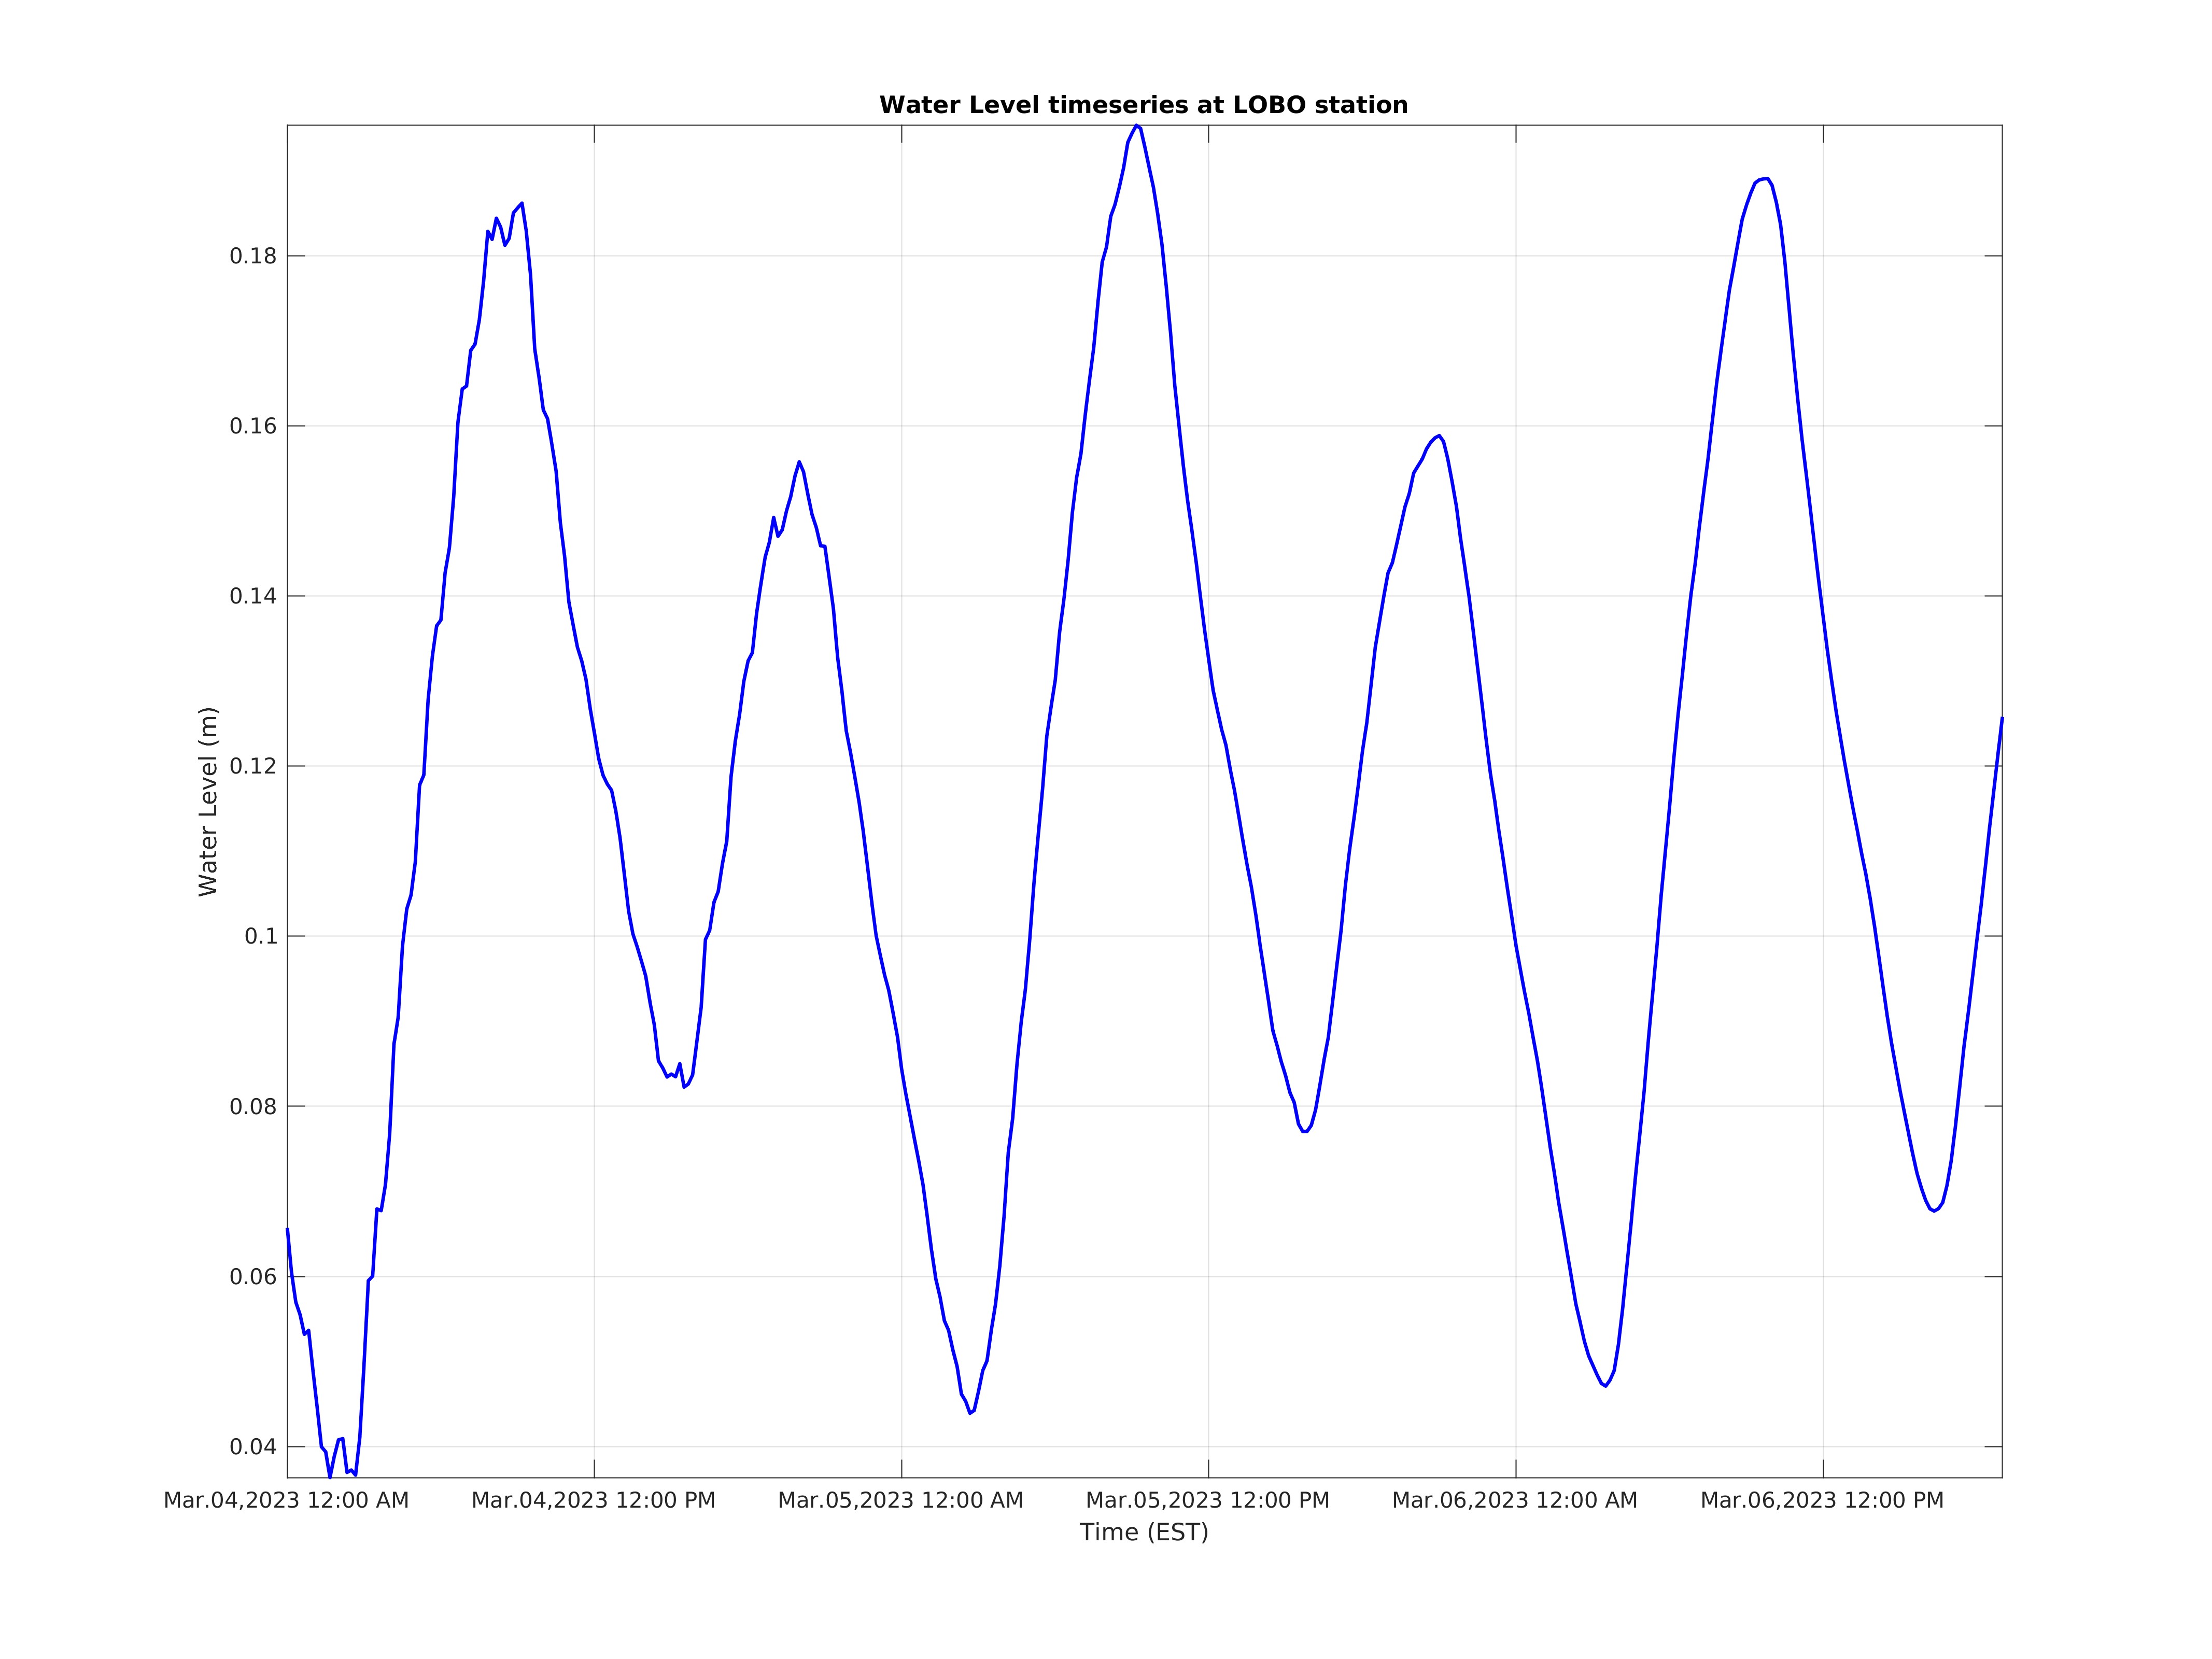 Water Level timeseries at LOBO station
0.18
0.16
0.14
0.12
0.1
0.08
0.06
0.04
Water Level (m)
Mar.04,2023 12:00 AM
Mar.04,2023 12:00 PM
Mar.05,2023 12:00 AM
Mar.05,2023 12:00 PM
Mar.06,2023 12:00 AM
Mar.06,2023 12:00 PM
Time (EST)